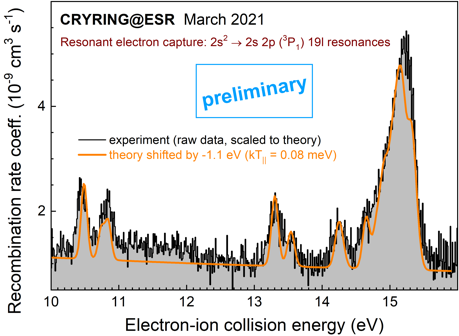 CRYRING@ESR March 2021
Resonant electron capture: 2s² → 2s 2p (³P₁) 19l resonances
preliminary
experiment (raw data, scaled to theory)
theory shifted by -1.1 eV (kT|| = 0.08 meV)
Recombination rate coeff. (10⁻⁹ cm³ s⁻¹)
4
2
10 11 12 13 14 15
Electron-ion collision energy (eV)